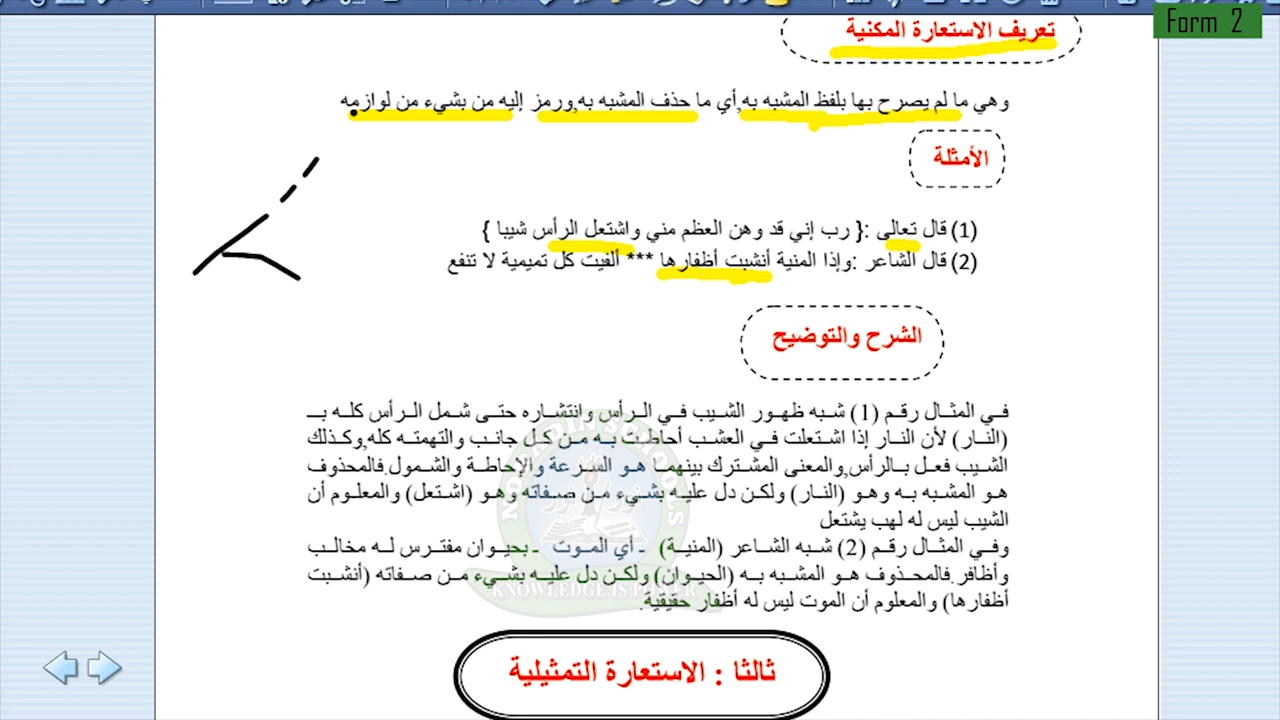 Form 2
تعريف الاستعارة المكنية
وهي ما لم يصرح بها بلفظ المشبه به,أي ما حذف المشبه به,ورمز إليه من بشيء من لوازمه
الأمثلة
(1) قال تعالى :{ رب إني قد وهن العظم مني واشتعل الرأس شيبا }
(2) قال الشاعر :وإذا المنية أنشبت أظفارها *** ألفيت كل تميمية لا تنفع
الشرح والتوضيح
في المثال رقم (1) شبه ظهور الشيب في الرأس وانتشاره حتى شمل الرأس كله بـ
(النار) لأن النار إذا اشتعلت في العشب أحاطت به من كل جانب والتهمته كله,وكذلك
الشيب فعل بالرأس,والمعنى المشترك بينهما هو السرعة والإحاطة والشمول.فالمحذوف
هو المشبه به وهو (النار) ولكن دل عليه بشيء من صفاته وهو (اشتعل) والمعلوم أن
الشيب ليس له لهب يشتعل
وفي المثال رقم (2) شبه الشاعر (المنية) ـ أي الموت ـ بحيوان مفترس له مخالب
وأظافر.فالمحذوف هو المشبه به (الحيوان) ولكن دل عليه بشيء من صفاته (أنشبت
أظفارها) والمعلوم أن الموت ليس له أظفار حقيقية.
KNOWLEDGE IS POWER
ثالثا : الاستعارة التمثيلية